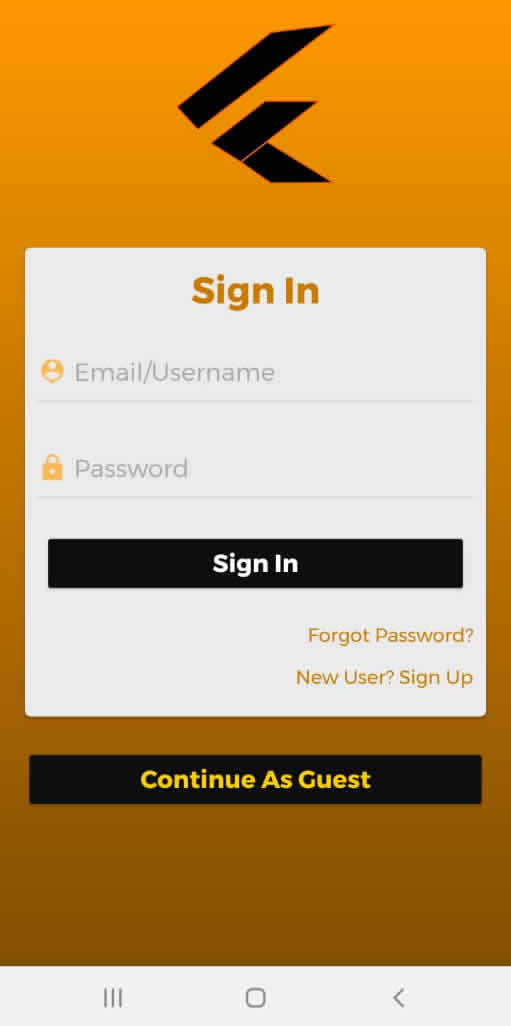 Sign In
Email/Username
Password
Sign In
Forgot Password?
New User? Sign Up
Continue As Guest